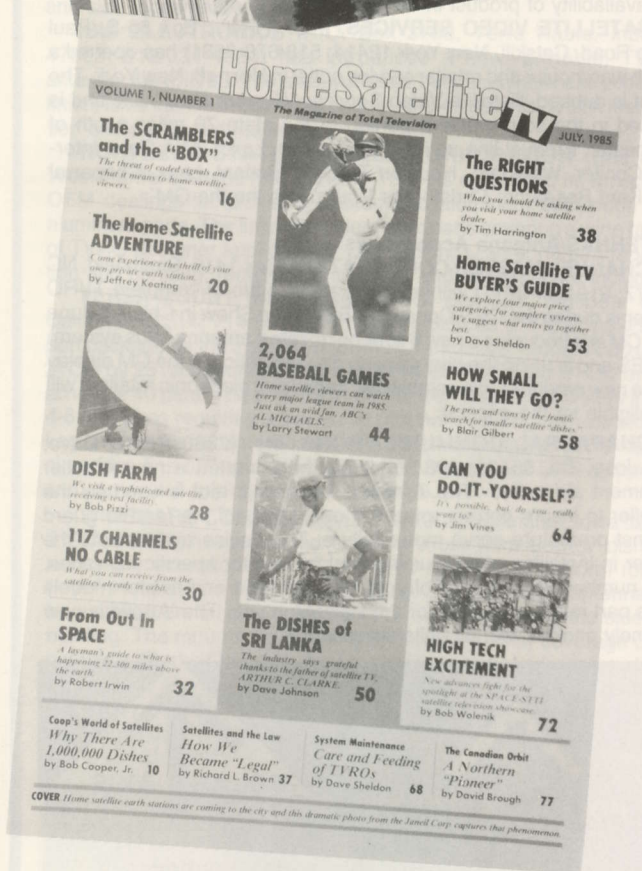 Home Satellite TV
VOLUME 1, NUMBER 1
The Magazine of Total Television
JULY, 1985
The SCRAMBLERS
and the "BOX"
The threat of coded signals and
what it means to home satellite
viewers.
16
The Home Satellite
ADVENTURE
Come experience the thrill of your
own private earth station.
by Jeffrey Keating 20
DISH FARM
We visit a sophisticated satellite
receiving test facility.
by Bob Pizzi 28
117 CHANNELS
NO CABLE
What you can receive from the
satellites already in orbit.
30
From Out In
SPACE
A layman's guide to what is
happening 22,300 miles above
the earth.
by Robert Irwin 32
2,064
BASEBALL GAMES
Home satellite viewers can watch
every major league team in 1985.
Just ask an avid fan, ABC's
AL MICHAELS.
by Larry Stewart 44
The DISHES of
SRI LANKA
The industry says grateful
thanks to the father of satellite TV,
ARTHUR C. CLARKE.
by Dave Johnson 50
The RIGHT
QUESTIONS
What you should be asking when
you visit your home satellite
dealer.
by Tim Harrington 38
Home Satellite TV
BUYER'S GUIDE
We explore four major price
categories for complete systems.
We suggest what units go together
best.
by Dave Sheldon 53
HOW SMALL
WILL THEY GO?
The pros and cons of the frantic
search for smaller satellite "dishes."
by Blair Gilbert 58
CAN YOU
DO-IT-YOURSELF?
It's possible, but do you really
want to?
by Jim Vines 64
HIGH TECH
EXCITEMENT
New advances fight for the
spotlight at the SPACE-STTI
satellite television showcase.
by Bob Wolenik 72
Coop's World of Satellites
Why There Are
1,000,000 Dishes
by Bob Cooper, Jr. 10
Satellites and the Law
How We
Became "Legal"
by Richard L. Brown 37
System Maintenance
Care and Feeding
of TVROs
by Dave Sheldon 68
The Canadian Orbit
A Northern
"Pioneer"
by David Brough 77
COVER Home satellite earth stations are coming to the city and this dramatic photo from the Janeil Corp captures that phenomenon.